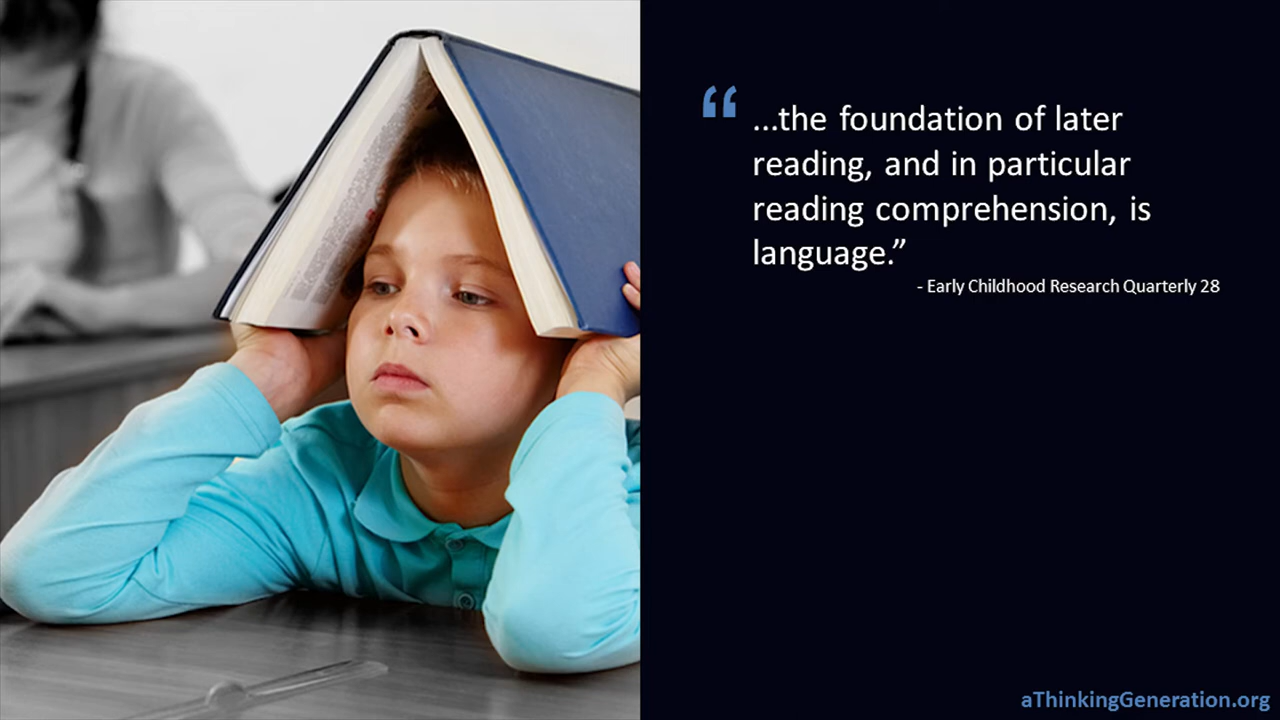 “ ...the foundation of later
reading, and in particular
reading comprehension, is
language.”
- Early Childhood Research Quarterly 28
aThinkingGeneration.org